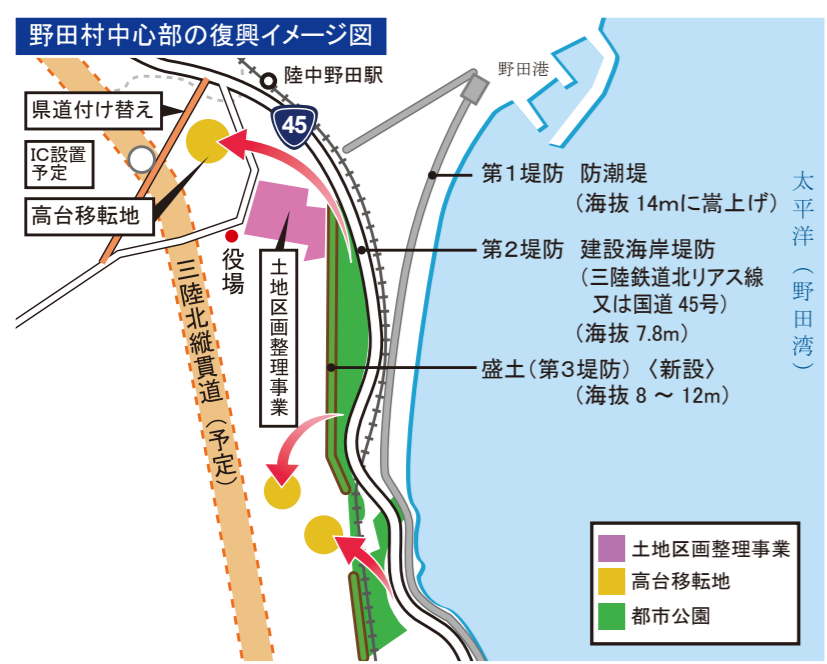 野田村中心部の復興イメージ図
陸中野田駅
野田港
県道付け替え
45
IC設置
予定
高台移転地
役場
土地区画整理事業
三陸北縦貫道(予定)
第1堤防 防潮堤
(海抜 14mに嵩上げ)
第2堤防 建設海岸堤防
(三陸鉄道北リアス線
又は国道 45号)
(海抜 7.8m)
盛土(第3堤防)〈新設〉
(海抜 8 ~ 12m)
太平洋(野田湾)
土地区画整理事業
高台移転地
都市公園